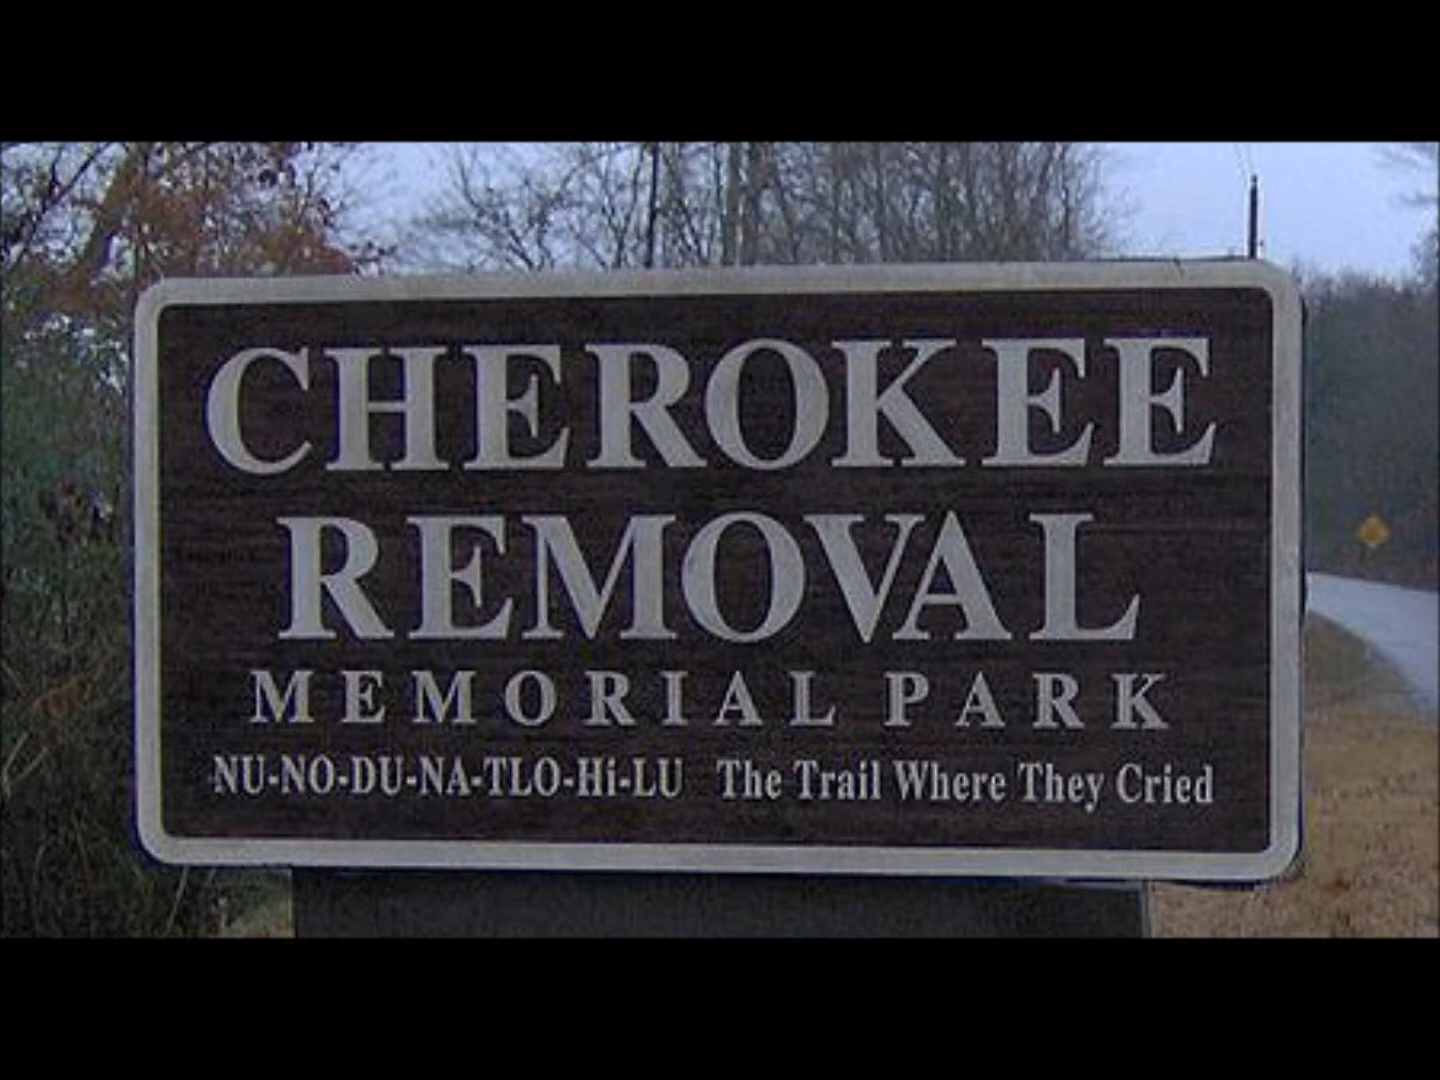 CHEROKEE
REMOVAL
MEMORIAL PARK
NU-NO-DU-NA-TLO-Hi-LU The Trail Where They Cried